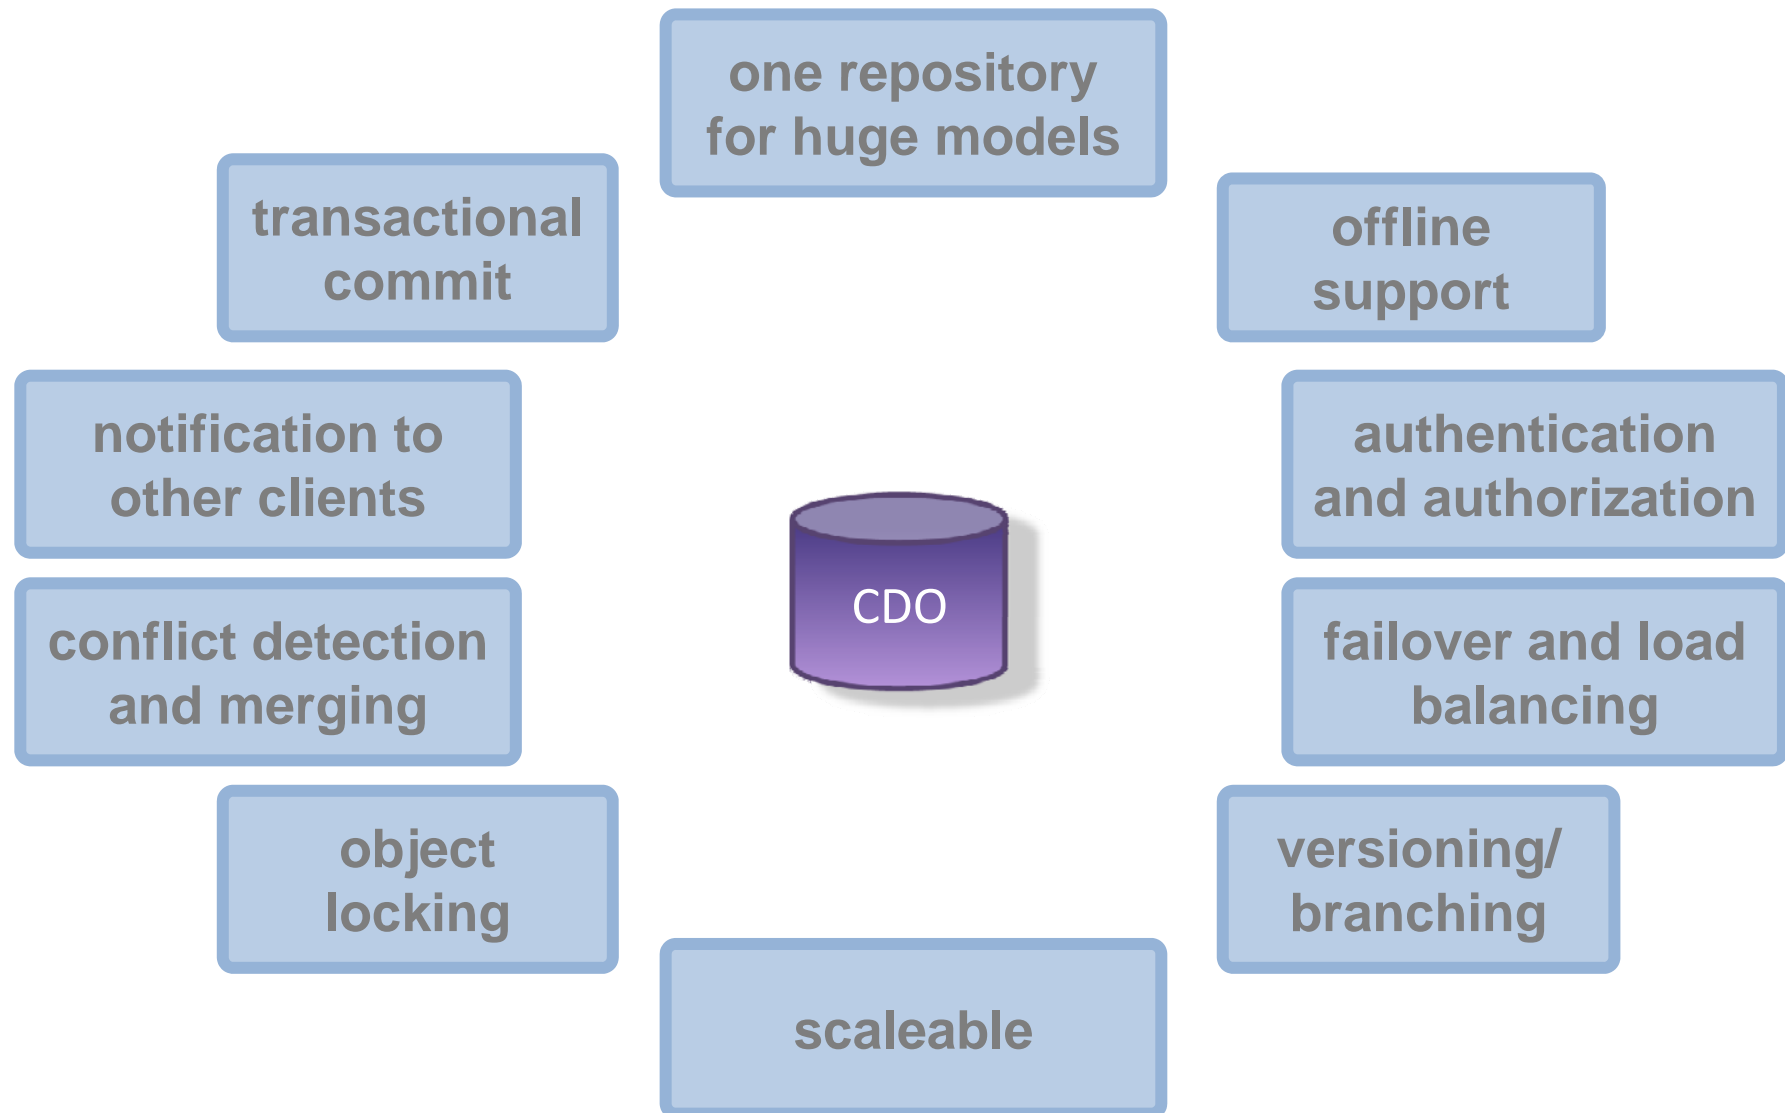 one repository
for huge models
transactional
commit
offline
support
notification to
other clients
authentication
and authorization
CDO
conflict detection
and merging
failover and load
balancing
object
locking
versioning/
branching
scaleable